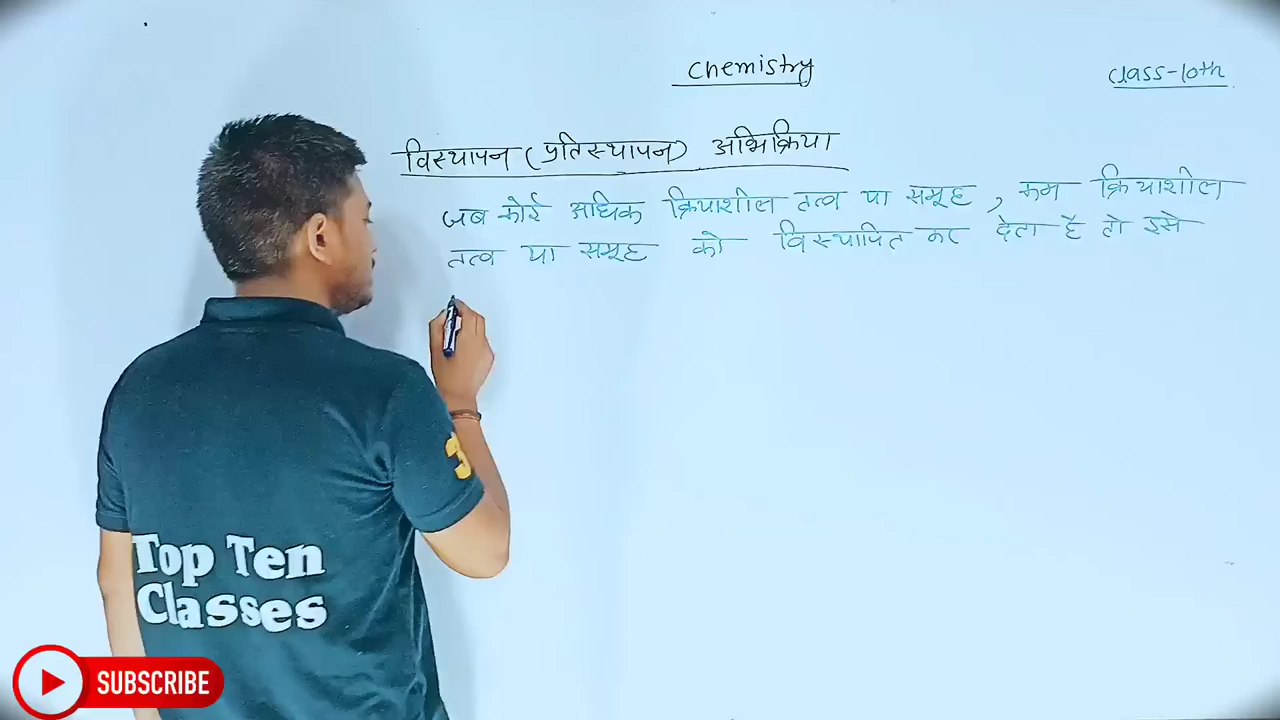 Chemistry
Class-10th
विस्थापन (प्रतिस्थापन) अभिक्रिया
जब कोई अधिक क्रियाशील तत्व या समूह, कम क्रियाशील
तत्व या समूह को विस्थापित कर देता है तो इसे
Top Ten
Classes
3
SUBSCRIBE